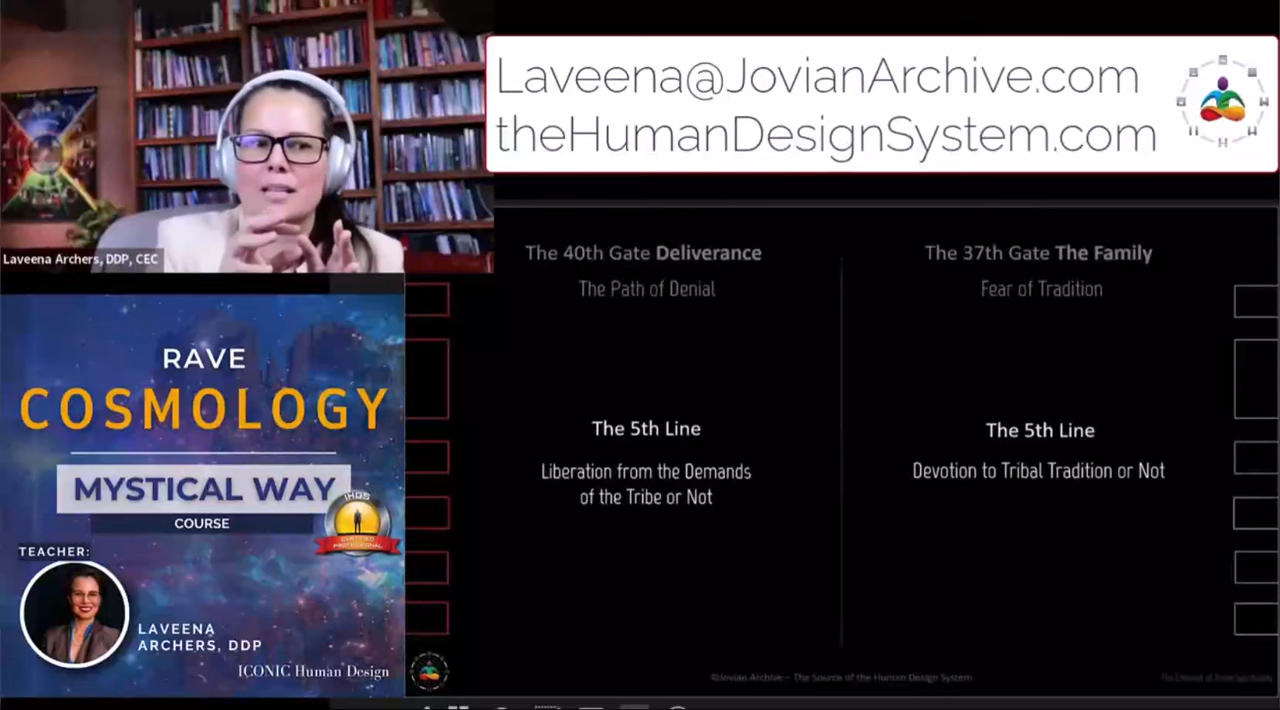 Laveena@JovianArchive.com
theHumanDesignSystem.com
Laveena Archers, DDP, CEC
The 40th Gate Deliverance
The Path of Denial
The 5th Line
Liberation from the Demands
of the Tribe or Not
The 37th Gate The Family
Fear of Tradition
The 5th Line
Devotion to Tribal Tradition or Not
RAVE
COSMOLOGY
MYSTICAL WAY
COURSE
IHDS
CERTIFIED
PROFESSIONAL
TEACHER:
LAVEENA
ARCHERS, DDP
ICONIC Human Design
©Jovian Archive – The Source of the Human Design System